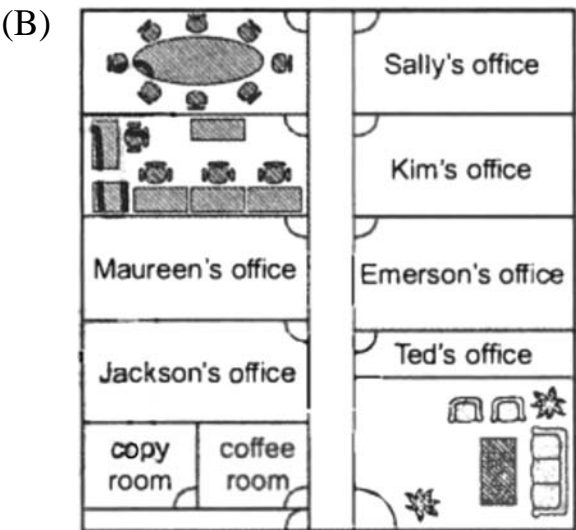 (B)
Sally's office
Kim's office
Maureen's office
Emerson's office
Jackson's office
Ted's office
copy
room
coffee
room